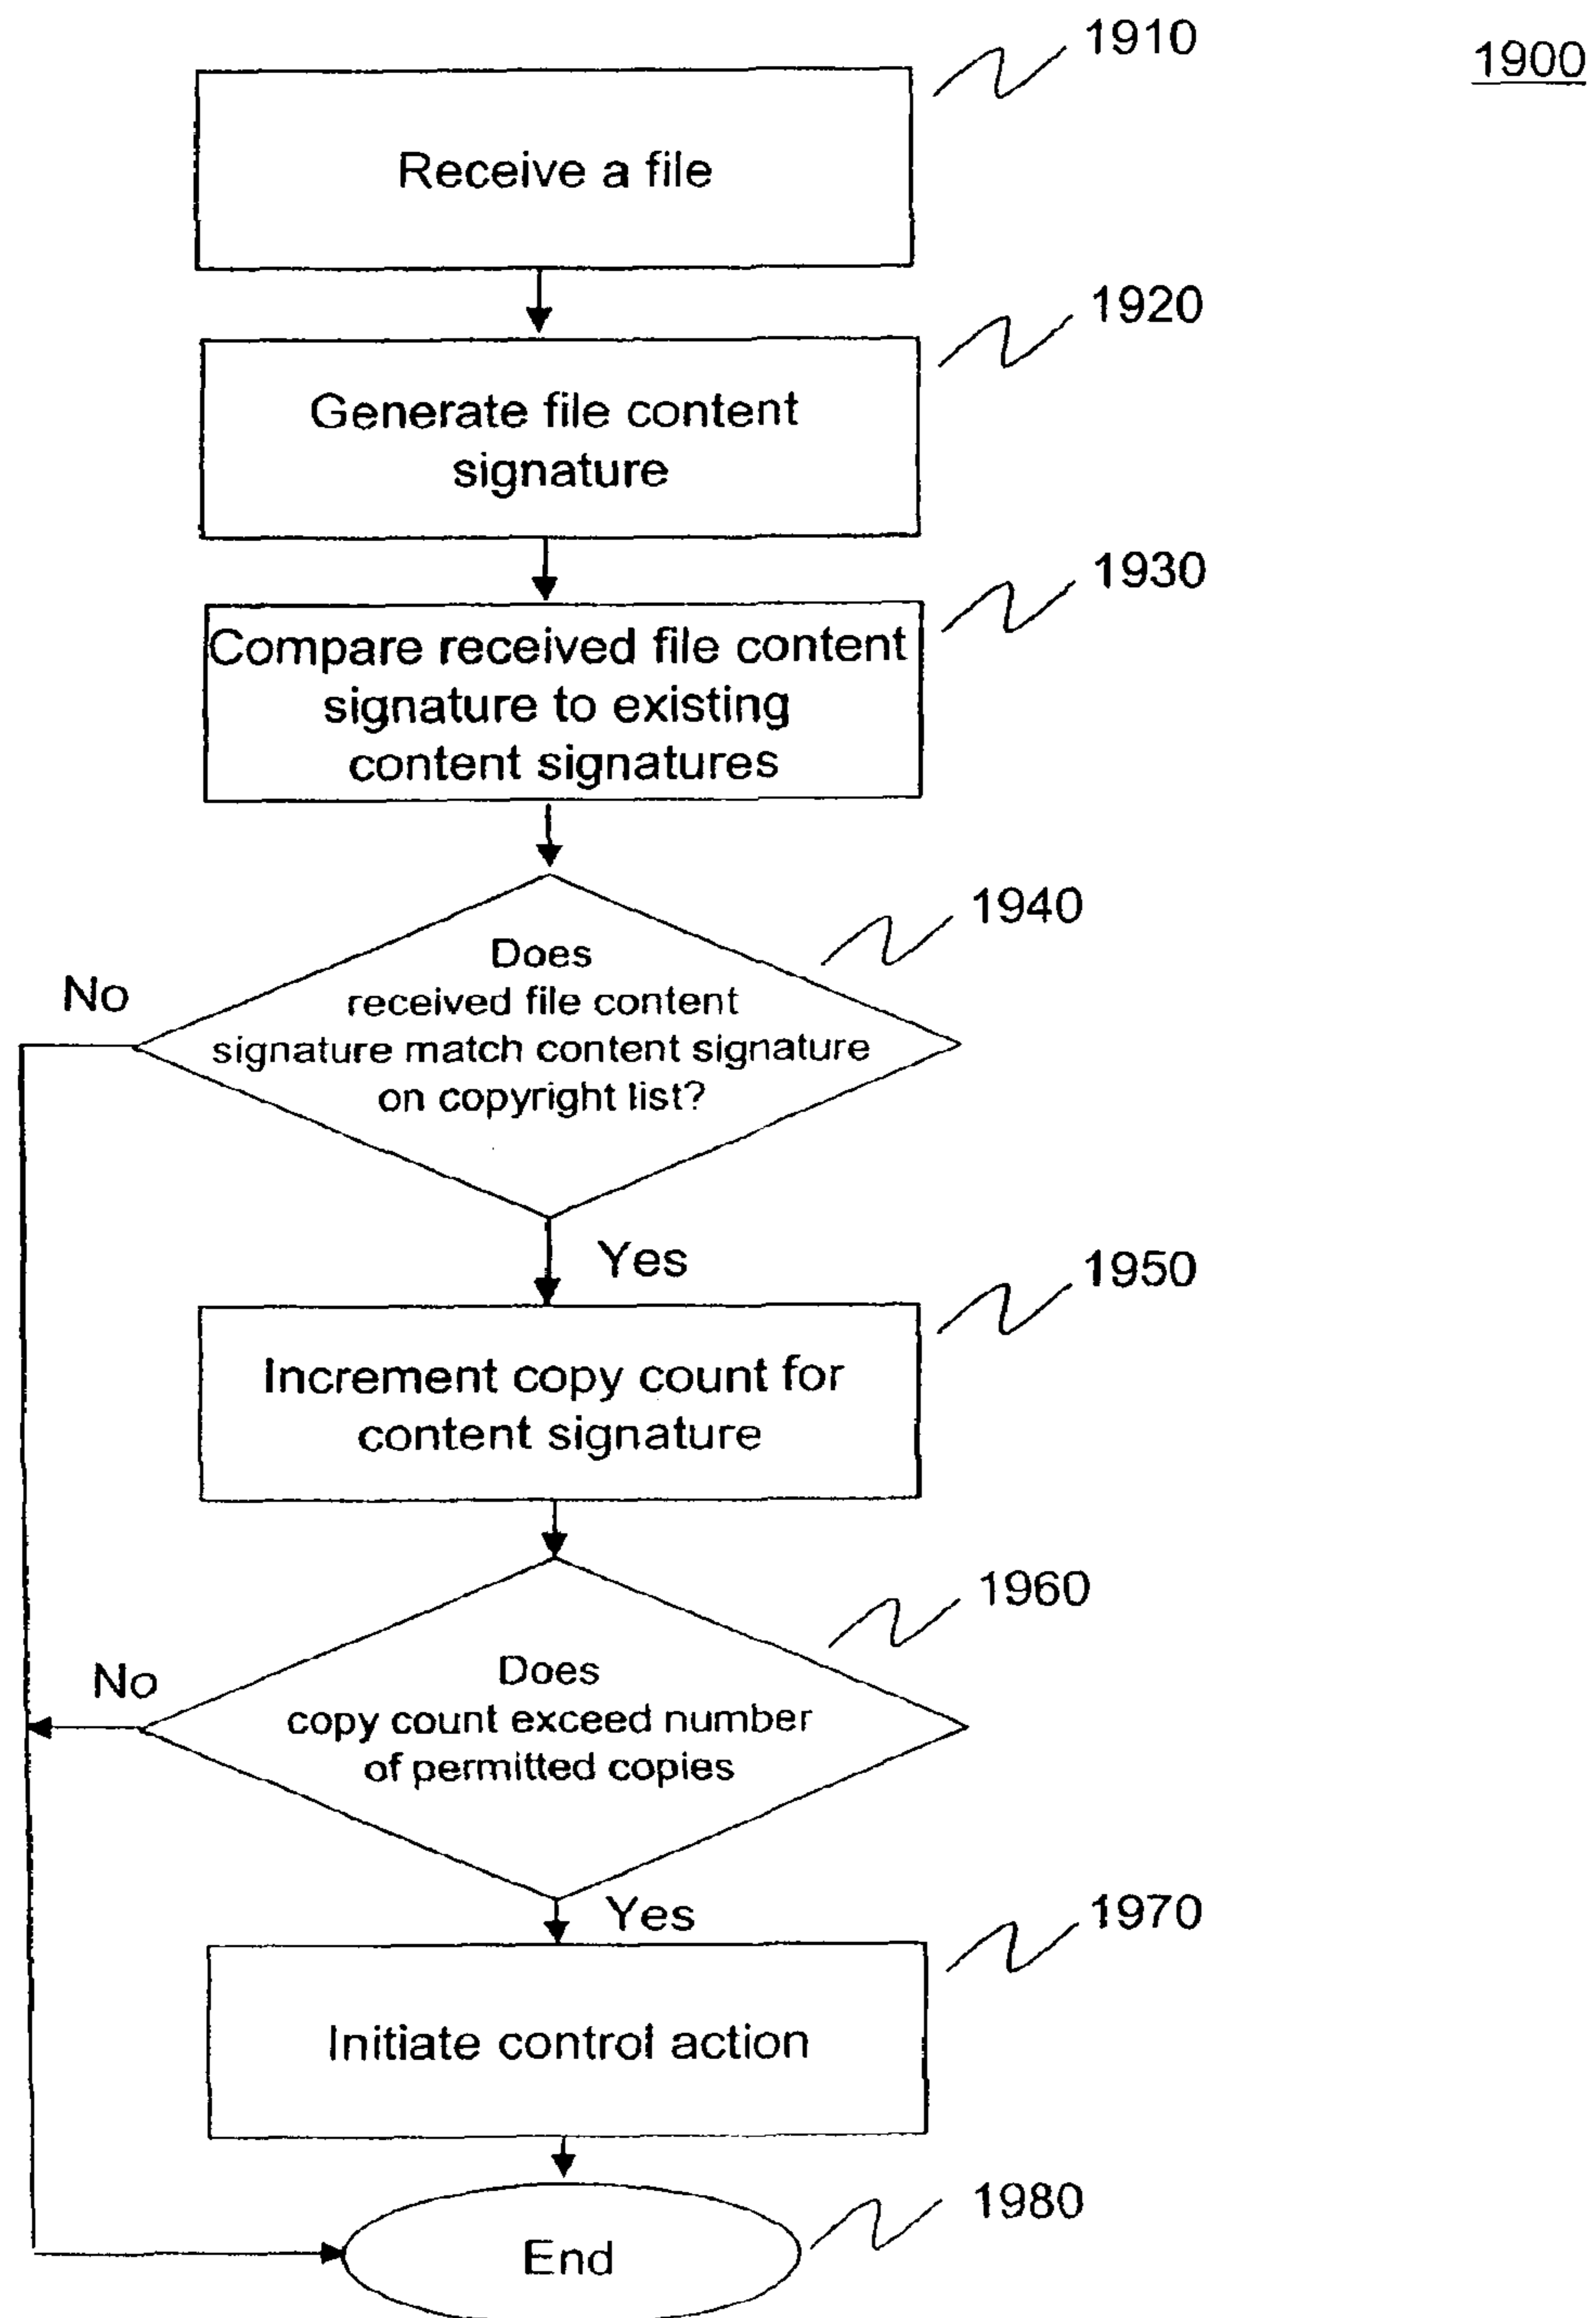 1910
1900
Receive a file
1920
Generate file content
signature
1930
Compare received file content
signature to existing
content signatures
1940
No
Does
received file content
signature match content signature
on copyright list?
Yes
1950
Increment copy count for
content signature
1960
No
Does
copy count exceed number
of permitted copies
Yes
1970
Initiate control action
1980
End